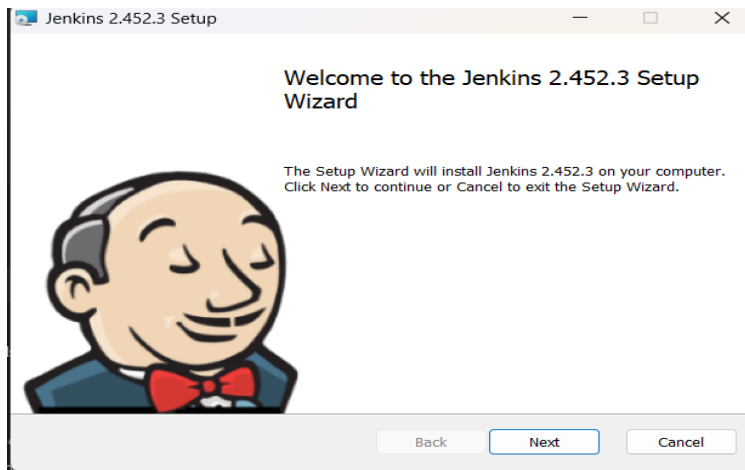 Jenkins 2.452.3 Setup
Welcome to the Jenkins 2.452.3 Setup
Wizard
The Setup Wizard will install Jenkins 2.452.3 on your computer.
Click Next to continue or Cancel to exit the Setup Wizard.
Back
Next
Cancel